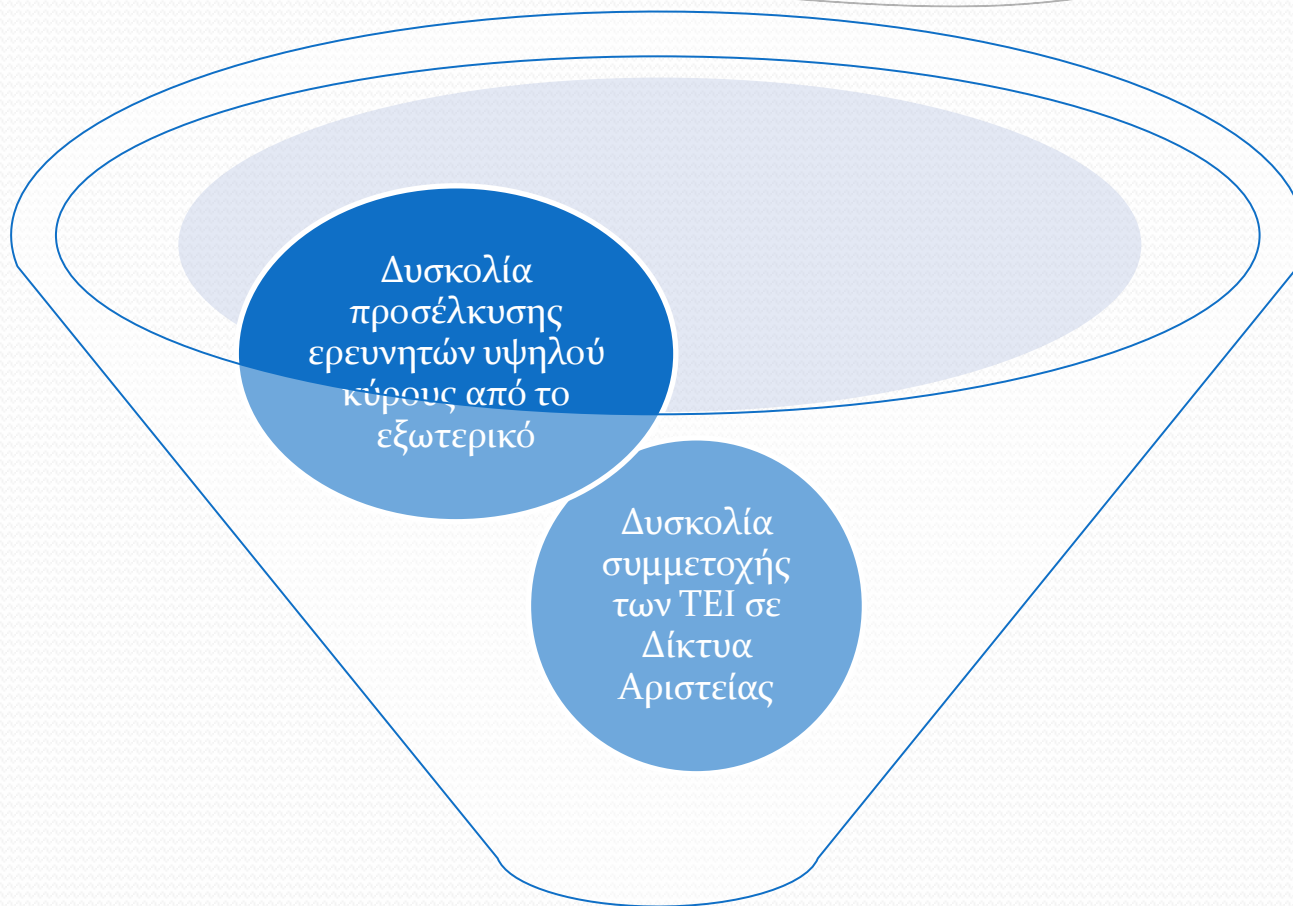 Δυσκολία
προσέλκυσης
ερευνητών υψηλού
κύρους από το
εξωτερικό
Δυσκολία
συμμετοχής
των ΤΕΙ σε
Δίκτυα
Αριστείας